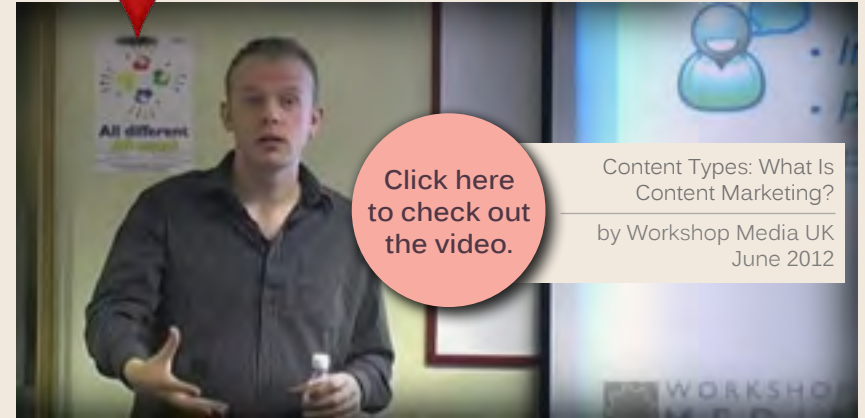 All different
Click here
to check out
the video.
Content Types: What Is
Content Marketing?
by Workshop Media UK
June 2012
WORKSHOP